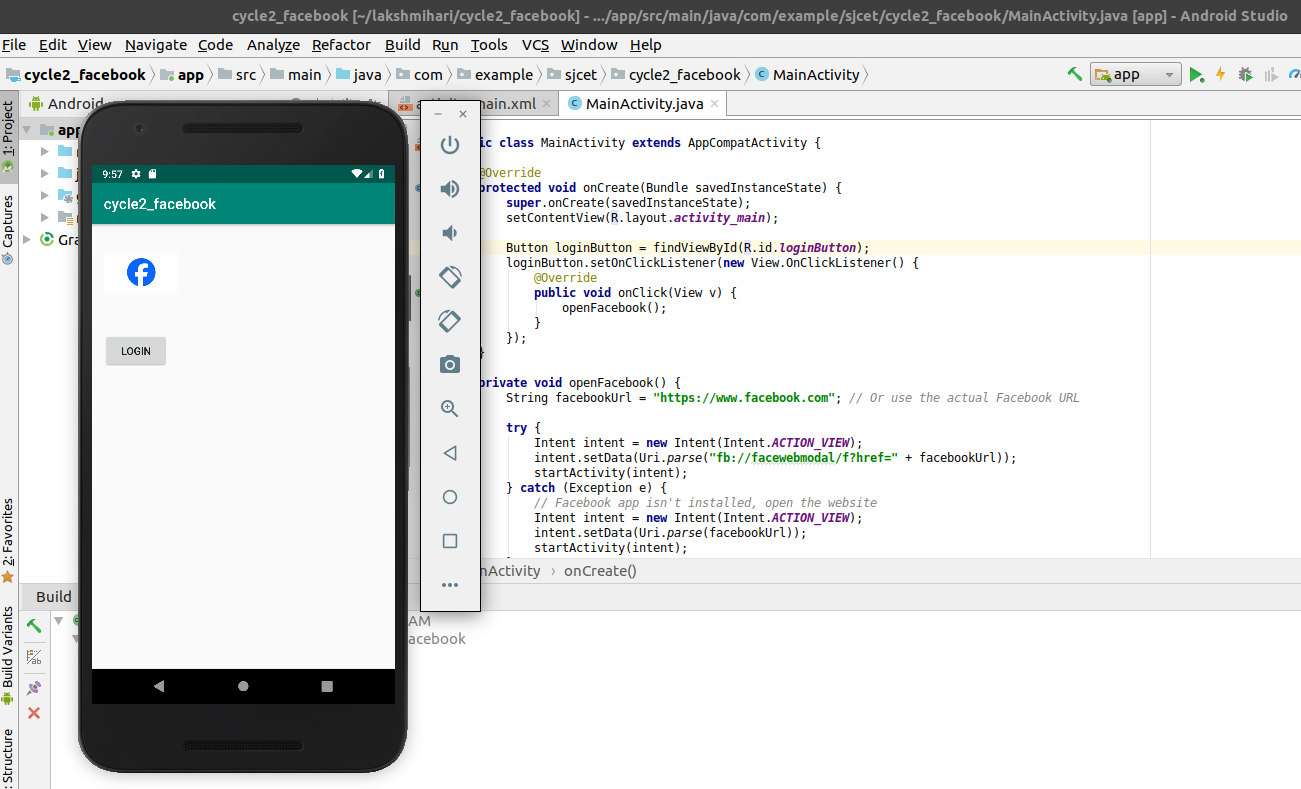 cycle2_facebook [~/lakshmihari/cycle2_facebook] - .../app/src/main/java/com/example/sjcet/cycle2_facebook/MainActivity.java [app] - Android Studio
File Edit View Navigate Code Analyze Refactor Build Run Tools VCS Window Help
cycle2_facebook app src main java com example sjcet cycle2_facebook MainActivity app
Android main.xml MainActivity.java
1: Project
Captures
2: Favorites
Build Variants
Structure
app
Gra
9:57
cycle2_facebook
LOGIN
ic class MainActivity extends AppCompatActivity {
@Override
protected void onCreate(Bundle savedInstanceState) {
super.onCreate(savedInstanceState);
setContentView(R.layout.activity_main);
Button loginButton = findViewById(R.id.loginButton);
loginButton.setOnClickListener(new View.OnClickListener() {
@Override
public void onClick(View v) {
openFacebook();
}
});
}
private void openFacebook() {
String facebookUrl = "https://www.facebook.com"; // Or use the actual Facebook URL
try {
Intent intent = new Intent(Intent.ACTION_VIEW);
intent.setData(Uri.parse("fb://facewebmodal/f?href=" + facebookUrl));
startActivity(intent);
} catch (Exception e) {
// Facebook app isn't installed, open the website
Intent intent = new Intent(Intent.ACTION_VIEW);
intent.setData(Uri.parse(facebookUrl));
startActivity(intent);
nActivity › onCreate()
Build
AM
acebook